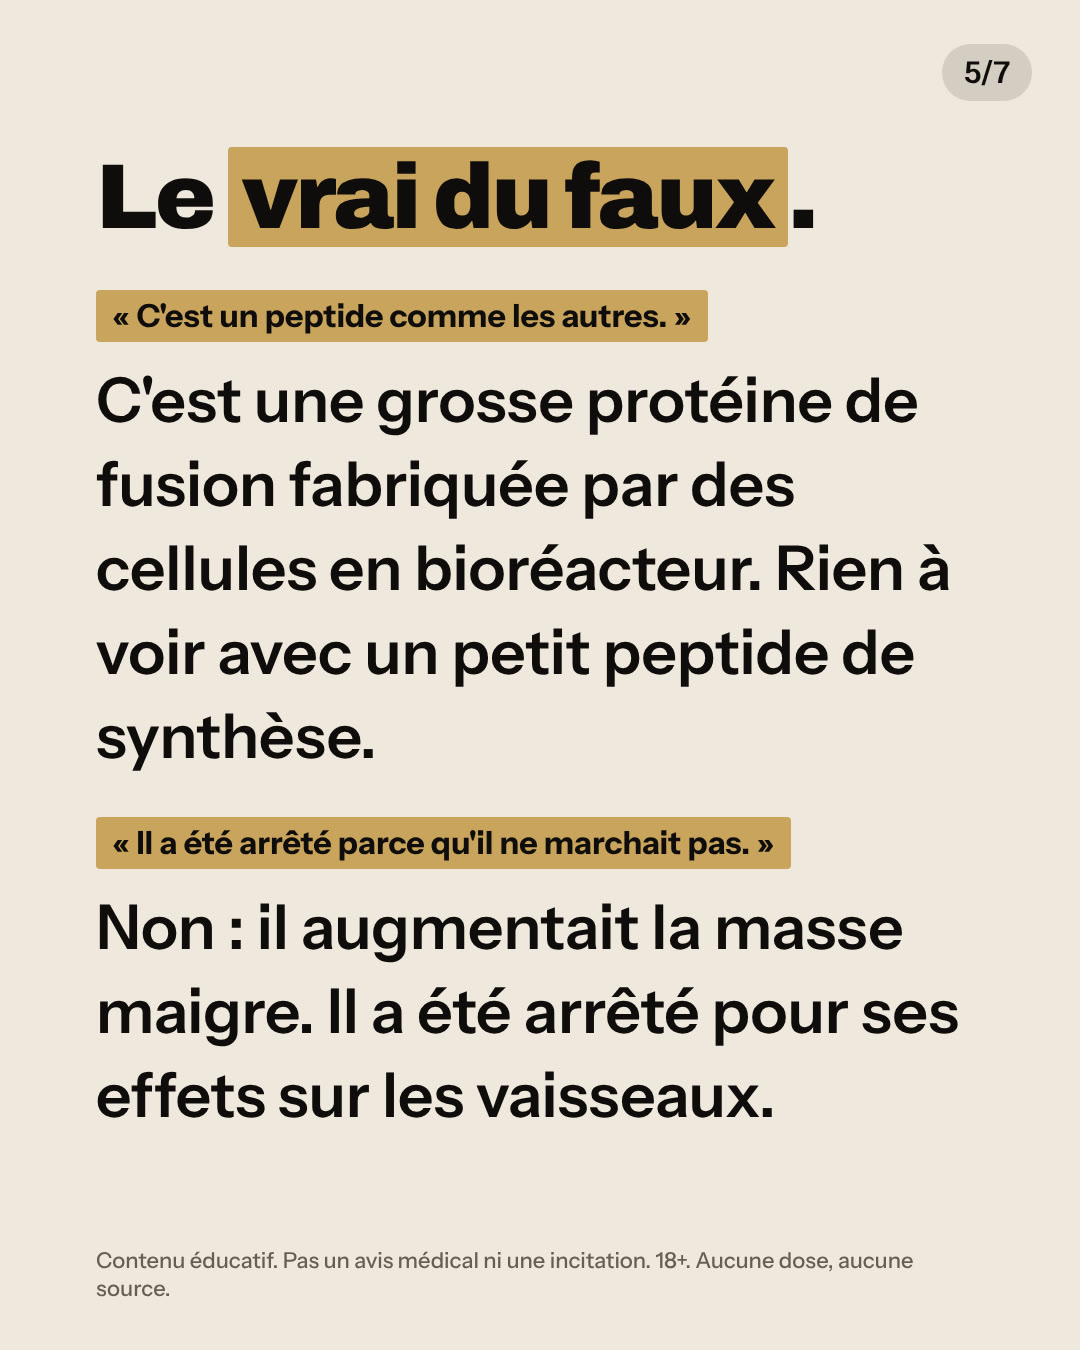 5/7
Le vrai du faux.
« C'est un peptide comme les autres. »
C'est une grosse protéine de
fusion fabriquée par des
cellules en bioréacteur. Rien à
voir avec un petit peptide de
synthèse.
« Il a été arrêté parce qu'il ne marchait pas. »
Non : il augmentait la masse
maigre. Il a été arrêté pour ses
effets sur les vaisseaux.
Contenu éducatif. Pas un avis médical ni une incitation. 18+. Aucune dose, aucune
source.